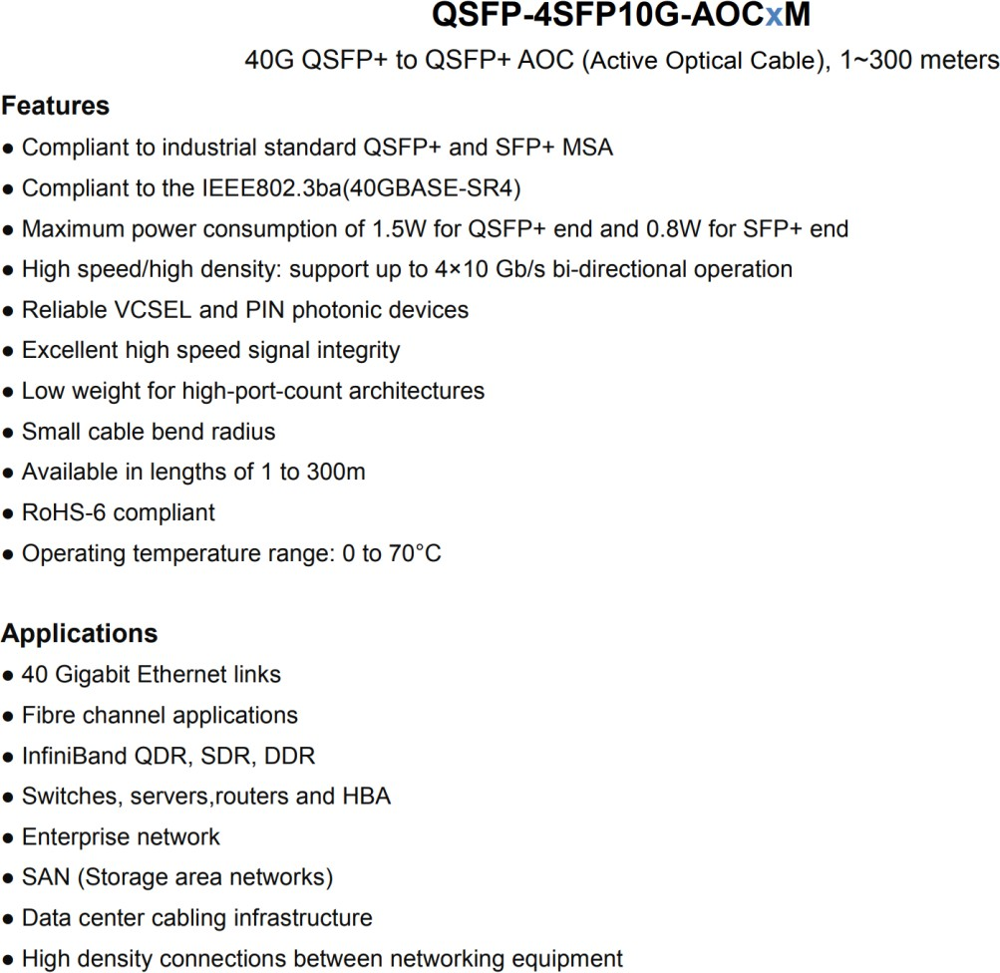 QSFP-4SFP10G-AOCxM
40G QSFP+ to QSFP+ AOC (Active Optical Cable), 1~300 meters
Features
● Compliant to industrial standard QSFP+ and SFP+ MSA
● Compliant to the IEEE802.3ba(40GBASE-SR4)
● Maximum power consumption of 1.5W for QSFP+ end and 0.8W for SFP+ end
● High speed/high density: support up to 4×10 Gb/s bi-directional operation
● Reliable VCSEL and PIN photonic devices
● Excellent high speed signal integrity
● Low weight for high-port-count architectures
● Small cable bend radius
● Available in lengths of 1 to 300m
● RoHS-6 compliant
● Operating temperature range: 0 to 70°C
Applications
● 40 Gigabit Ethernet links
● Fibre channel applications
● InfiniBand QDR, SDR, DDR
● Switches, servers,routers and HBA
● Enterprise network
● SAN (Storage area networks)
● Data center cabling infrastructure
● High density connections between networking equipment